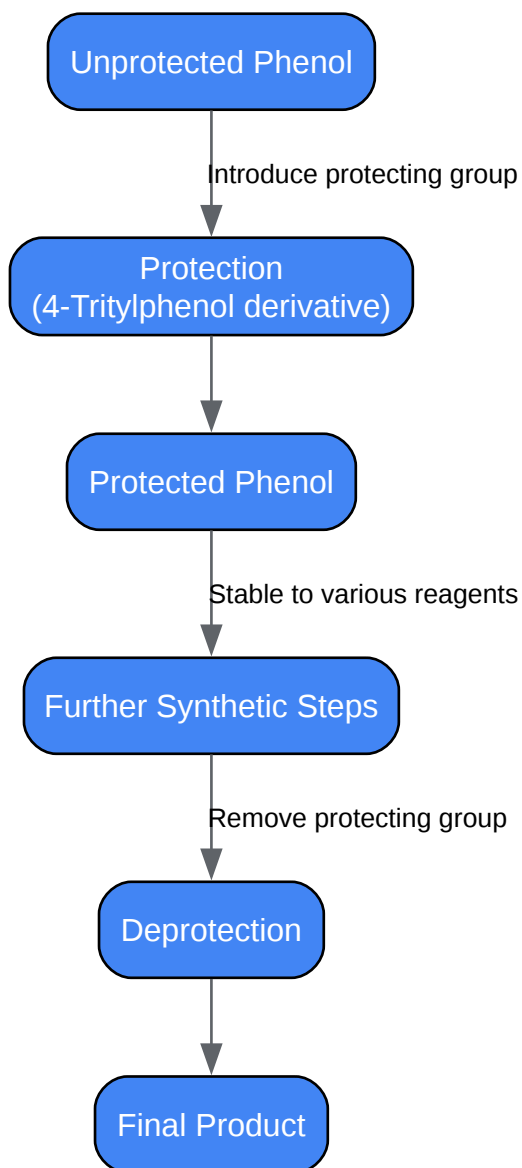 Unprotected Phenol
Introduce protecting group
Protection
(4-Tritylphenol derivative)
Protected Phenol
Stable to various reagents
Further Synthetic Steps
Remove protecting group
Deprotection
Final Product